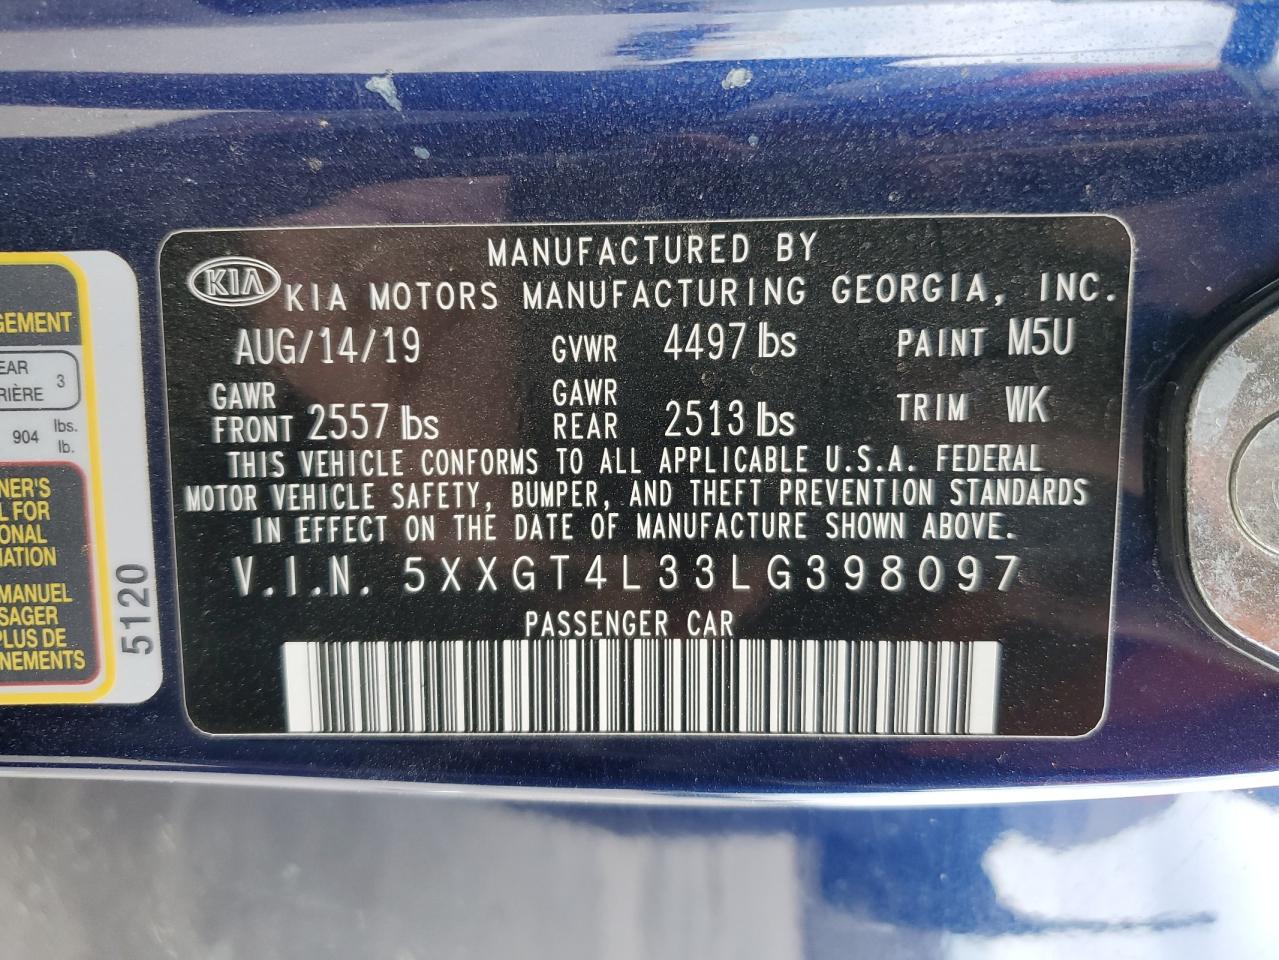 MANUFACTURED BY
KIA KIA MOTORS MANUFACTURING GEORGIA, INC.
AUG/14/19 GVWR 4497 lbs PAINT M5U
GAWR FRONT 2557 lbs GAWR REAR 2513 lbs TRIM WK
THIS VEHICLE CONFORMS TO ALL APPLICABLE U.S.A. FEDERAL
MOTOR VEHICLE SAFETY, BUMPER, AND THEFT PREVENTION STANDARDS
IN EFFECT ON THE DATE OF MANUFACTURE SHOWN ABOVE.
V.I.N. 5XXGT4L33LG398097
PASSENGER CAR
GEMENT
EAR
RIÈRE 3
904 lbs.
lb.
NER'S
L FOR
ONAL
MATION
MANUEL
SAGER
PLUS DE
NEMENTS
5120